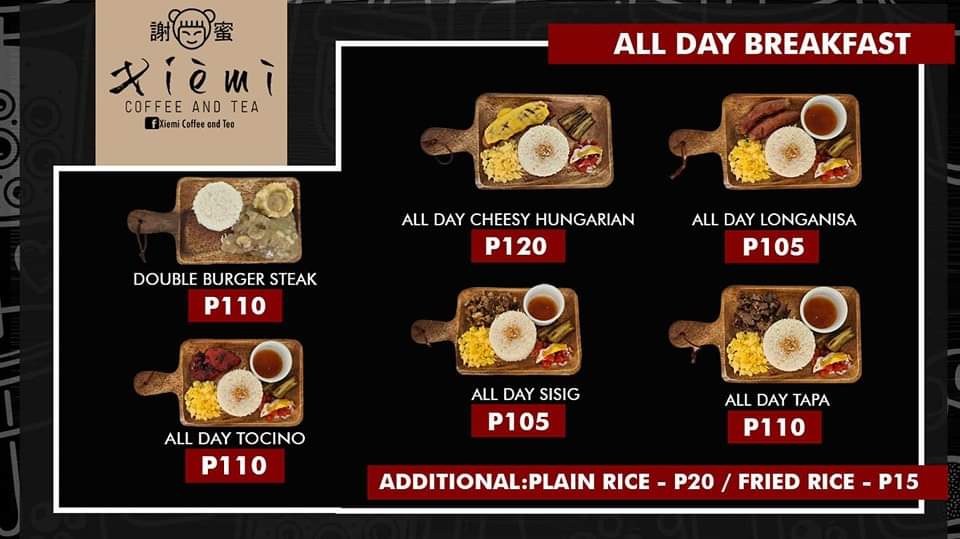 謝 蜜
Xièmì
COFFEE AND TEA
f Xiemi Coffee and Tea
ALL DAY BREAKFAST
DOUBLE BURGER STEAK
P110
ALL DAY TOCINO
P110
ALL DAY CHEESY HUNGARIAN
P120
ALL DAY SISIG
P105
ALL DAY LONGANISA
P105
ALL DAY TAPA
P110
ADDITIONAL:PLAIN RICE - P20 / FRIED RICE - P15